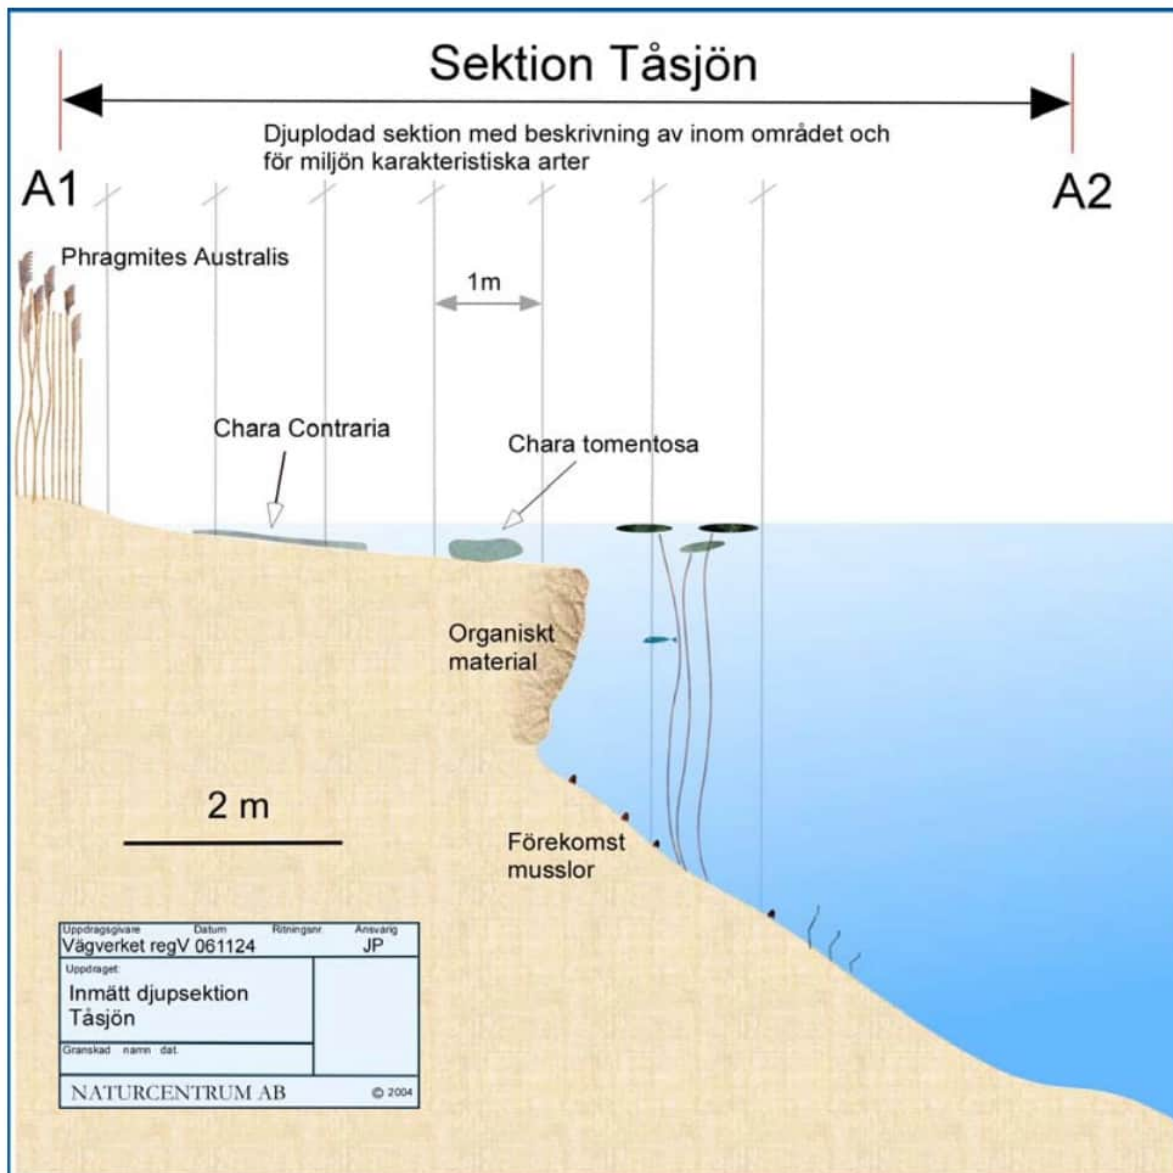 Sektion Tåsjön
Djuplodad sektion med beskrivning av inom området och
för miljön karakteristiska arter
A1
A2
Phragmites Australis
1m
Chara Contraria
Chara tomentosa
Organiskt
material
2 m
Förekomst
musslor
Uppdragsgivare Datum Ritningsnr. Ansvarig
Vägverket regV 061124 JP
Uppdraget:
Inmätt djupsektion
Tåsjön
Granskad namn dat.
NATURCENTRUM AB © 2004